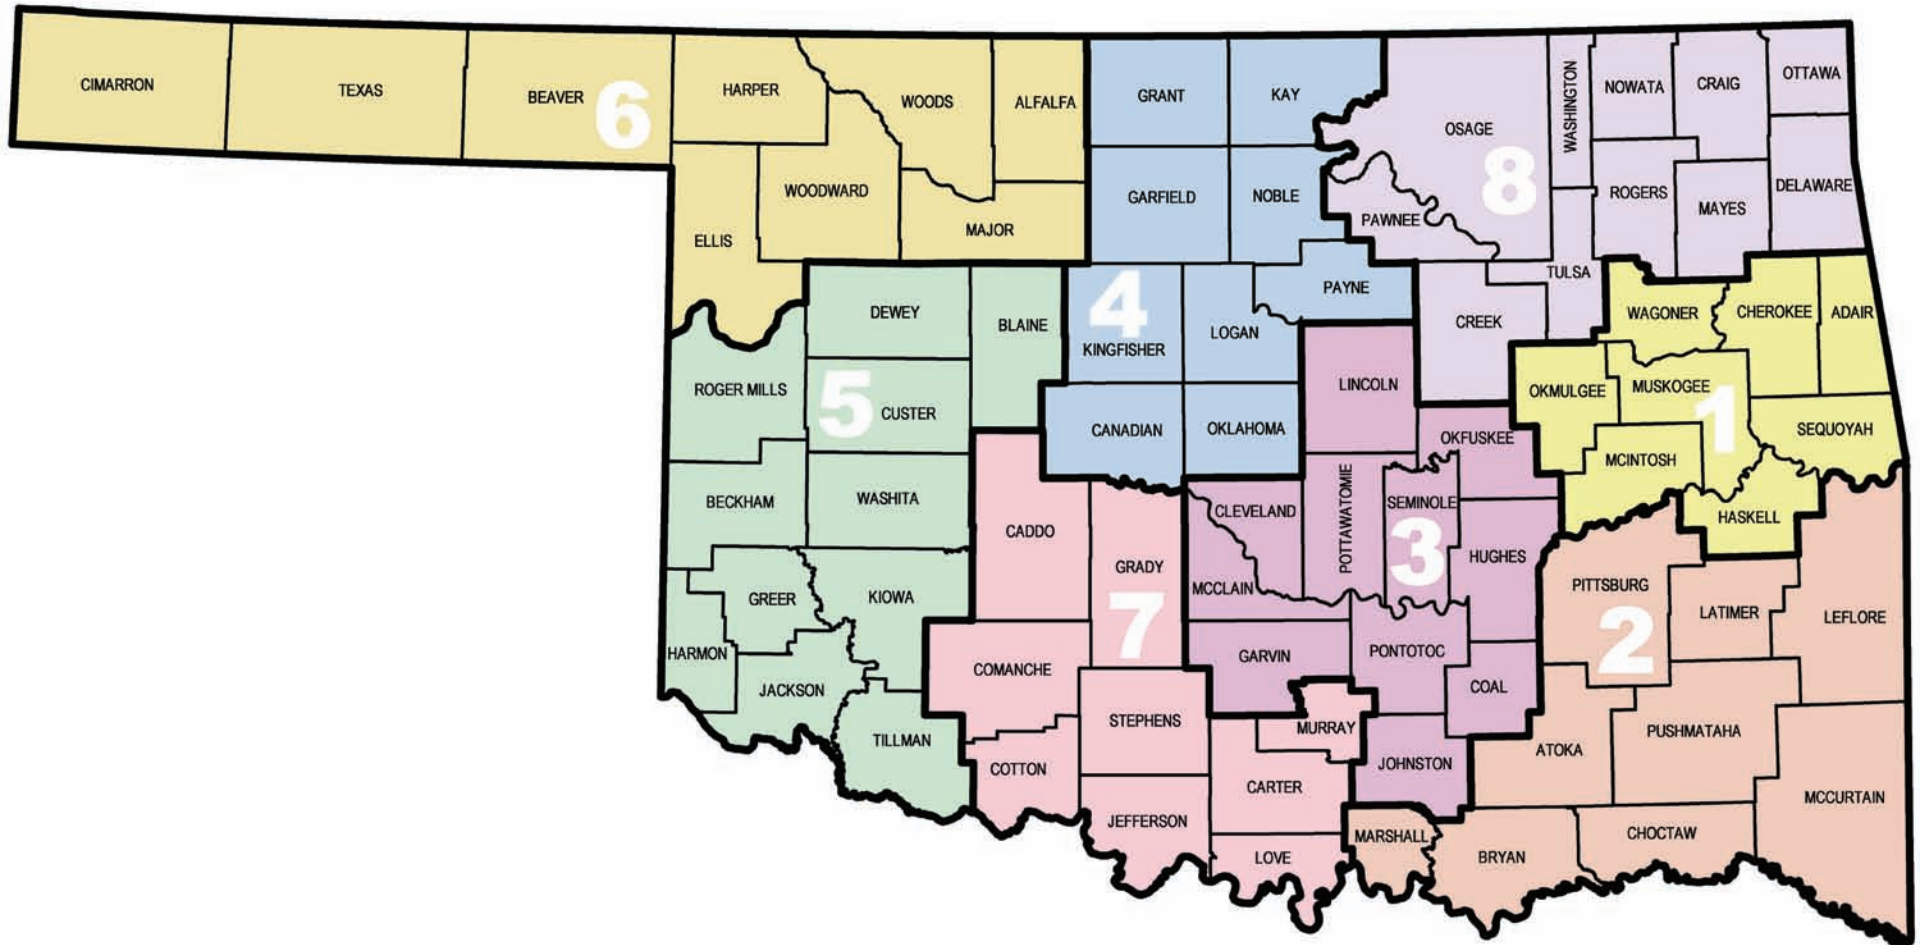 CIMARRON
TEXAS
BEAVER
6
HARPER
WOODS
ALFALFA
WOODWARD
ELLIS
MAJOR
GRANT
KAY
GARFIELD
NOBLE
4
KINGFISHER
LOGAN
PAYNE
CANADIAN
OKLAHOMA
OSAGE
8
WASHINGTON
NOWATA
CRAIG
OTTAWA
ROGERS
MAYES
DELAWARE
PAWNEE
TULSA
CREEK
WAGONER
CHEROKEE
ADAIR
OKMULGEE
MUSKOGEE
1
SEQUOYAH
MCINTOSH
HASKELL
DEWEY
BLAINE
ROGER MILLS
5
CUSTER
BECKHAM
WASHITA
GREER
KIOWA
HARMON
JACKSON
TILLMAN
CADDO
GRADY
7
COMANCHE
STEPHENS
COTTON
JEFFERSON
MURRAY
CARTER
LOVE
LINCOLN
OKFUSKEE
CLEVELAND
POTTAWATOMIE
SEMINOLE
3
HUGHES
MCCLAIN
GARVIN
PONTOTOC
COAL
JOHNSTON
PITTSBURG
2
LATIMER
LEFLORE
ATOKA
PUSHMATAHA
MCCURTAIN
MARSHALL
BRYAN
CHOCTAW